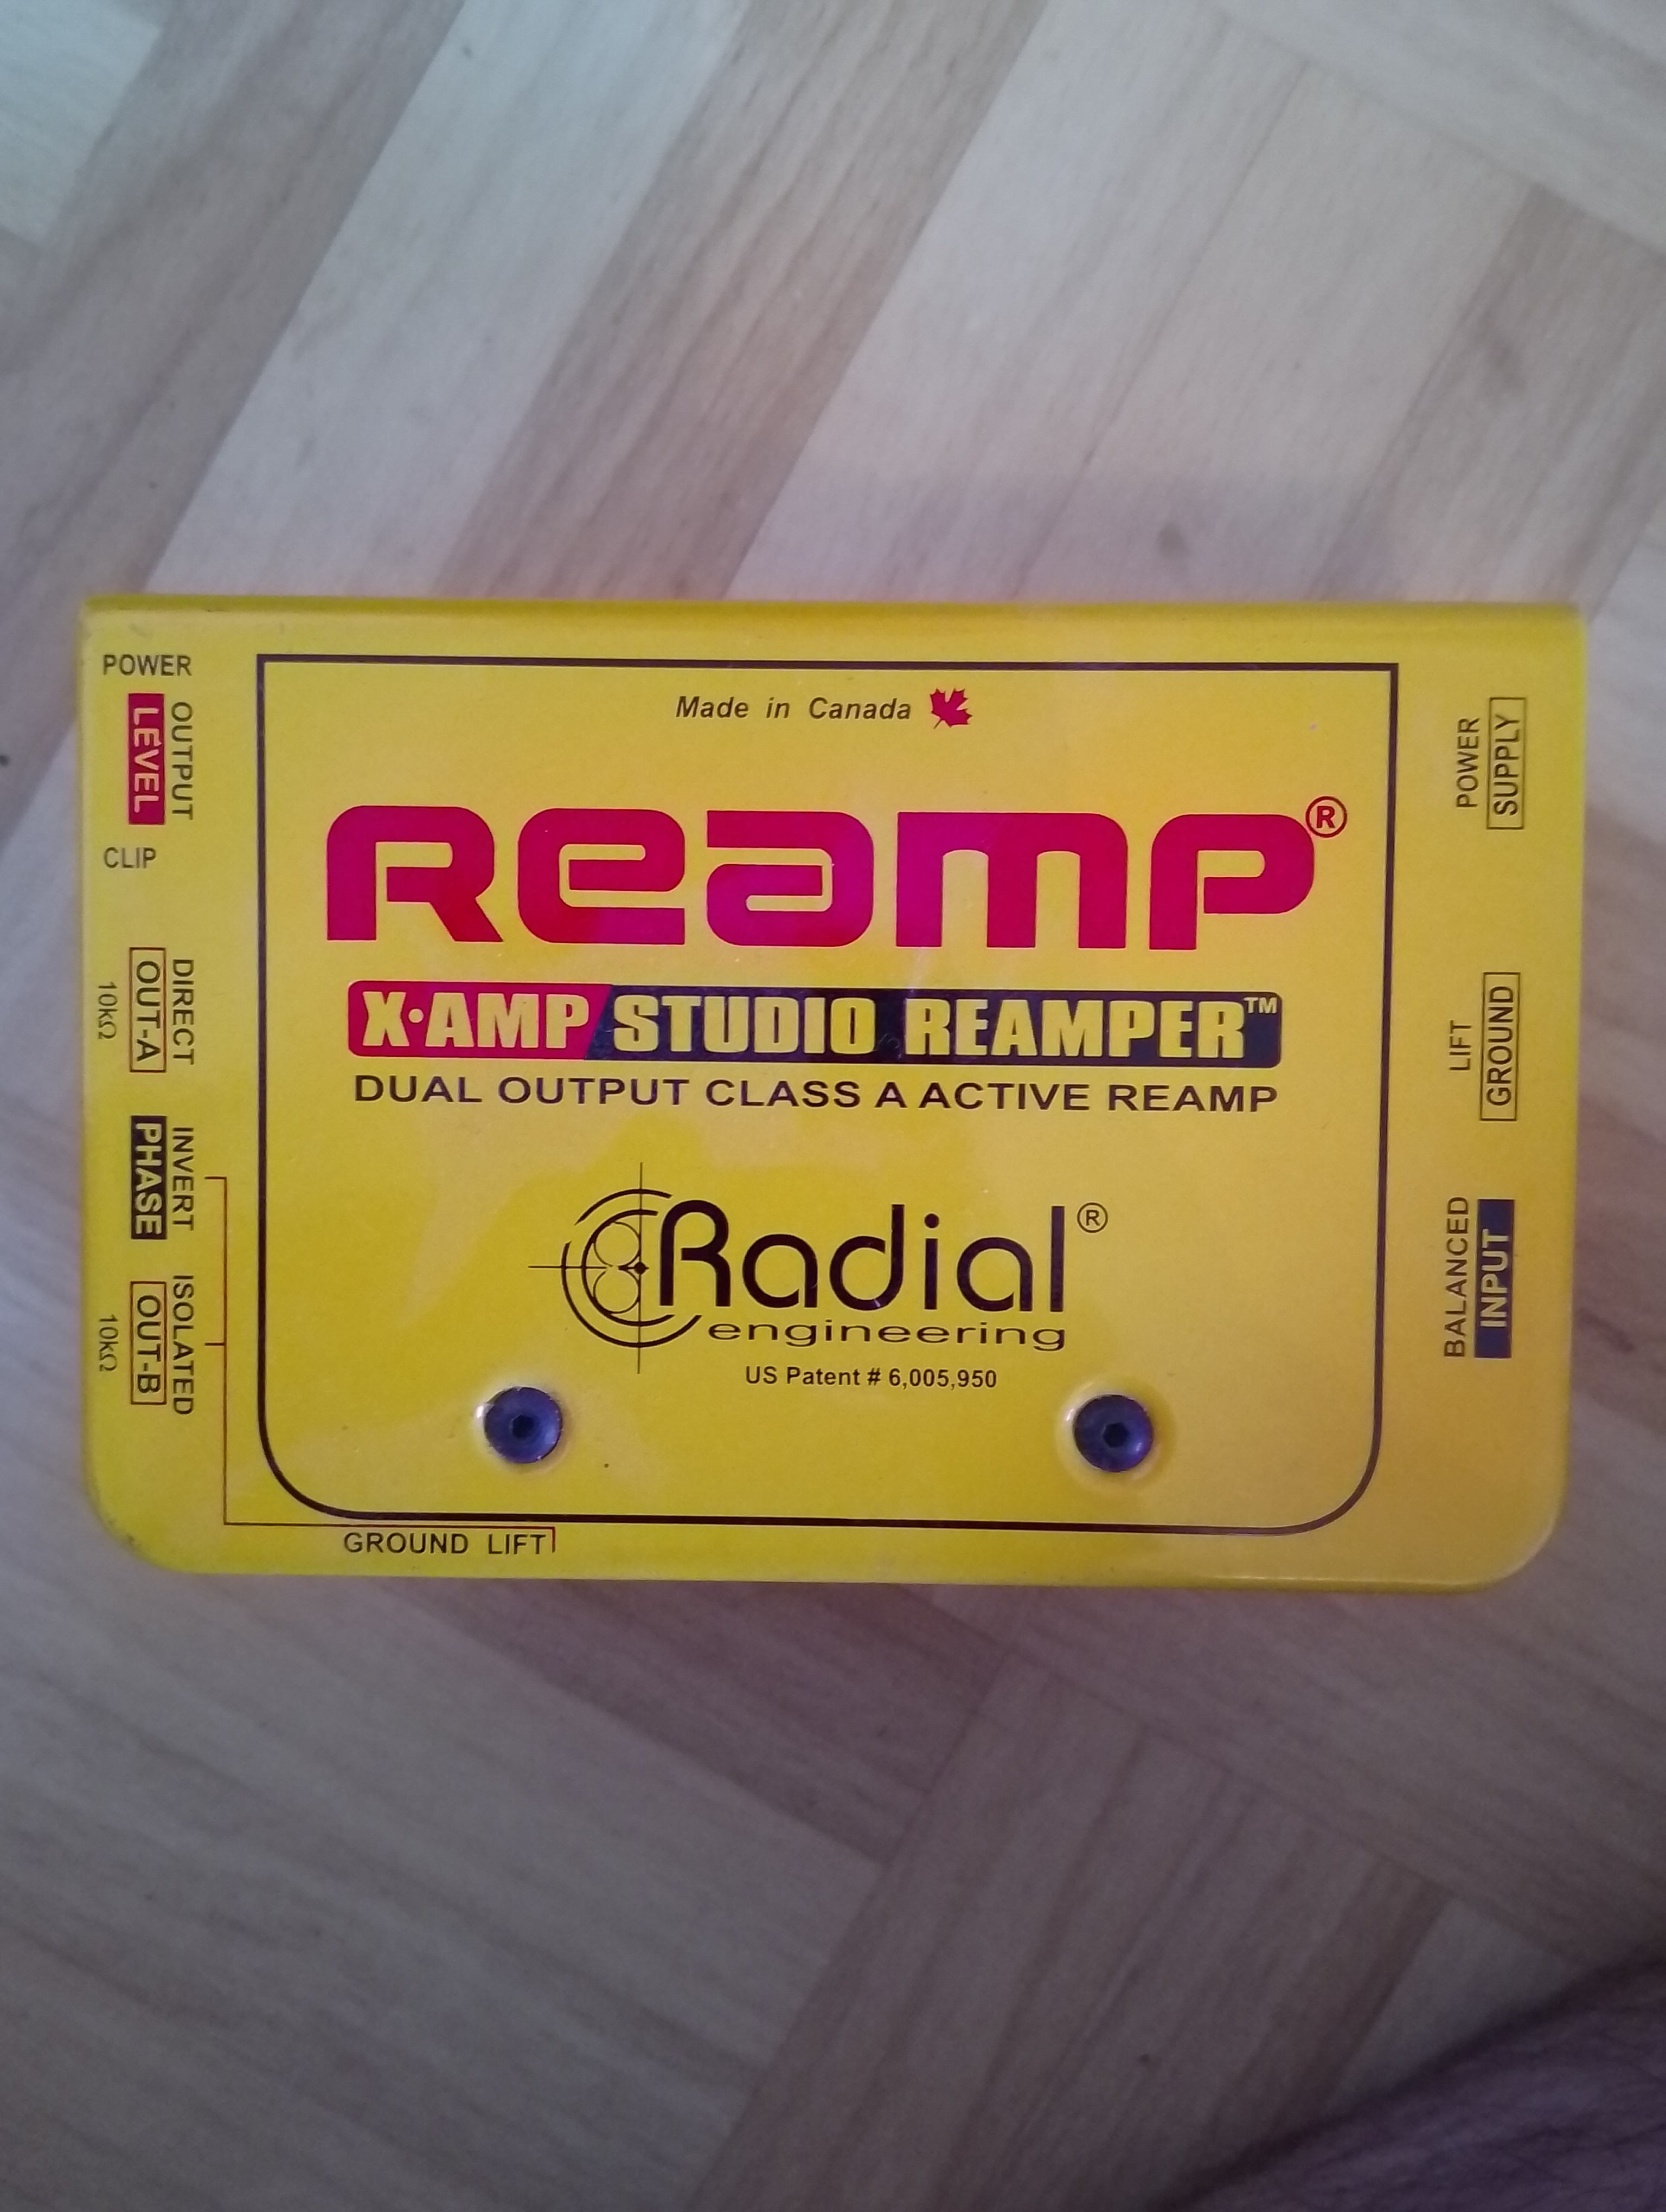 Made in Canada
REAMP®
X·AMP STUDIO REAMPER™
DUAL OUTPUT CLASS A ACTIVE REAMP
Radial®
engineering
US Patent # 6,005,950
POWER
OUTPUT
LEVEL
CLIP
DIRECT
OUT-A
10kΩ
INVERT
PHASE
ISOLATED
OUT-B
10kΩ
GROUND LIFT
POWER
SUPPLY
LIFT
GROUND
BALANCED
INPUT